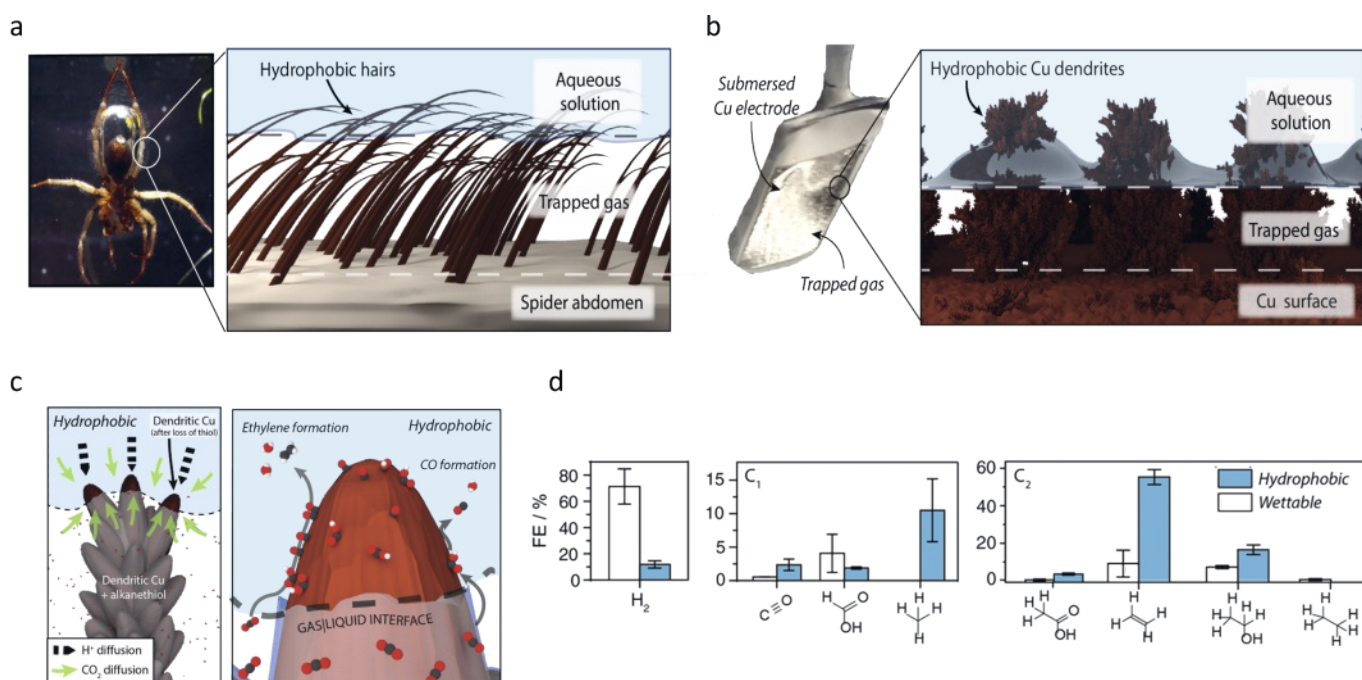 a
Hydrophobic hairs
Aqueous
solution
Trapped gas
Spider abdomen
b
Submersed
Cu electrode
Trapped gas
Hydrophobic Cu dendrites
Aqueous
solution
Trapped gas
Cu surface
c
Hydrophobic
Dendritic Cu
(after loss of thiol)
Dendritic Cu
+ alkanethiol
H⁺ diffusion
CO₂ diffusion
Ethylene formation
Hydrophobic
CO formation
GAS|LIQUID INTERFACE
d
FE / %
80
60
40
20
0
H₂
C₁
15
10
5
0
C O
H O
OH
H
H H
H
C₂
60
40
20
0
Hydrophobic
Wettable
H
H O
H OH
H H
H H
H H
H H
H OH
H H
H H
H H